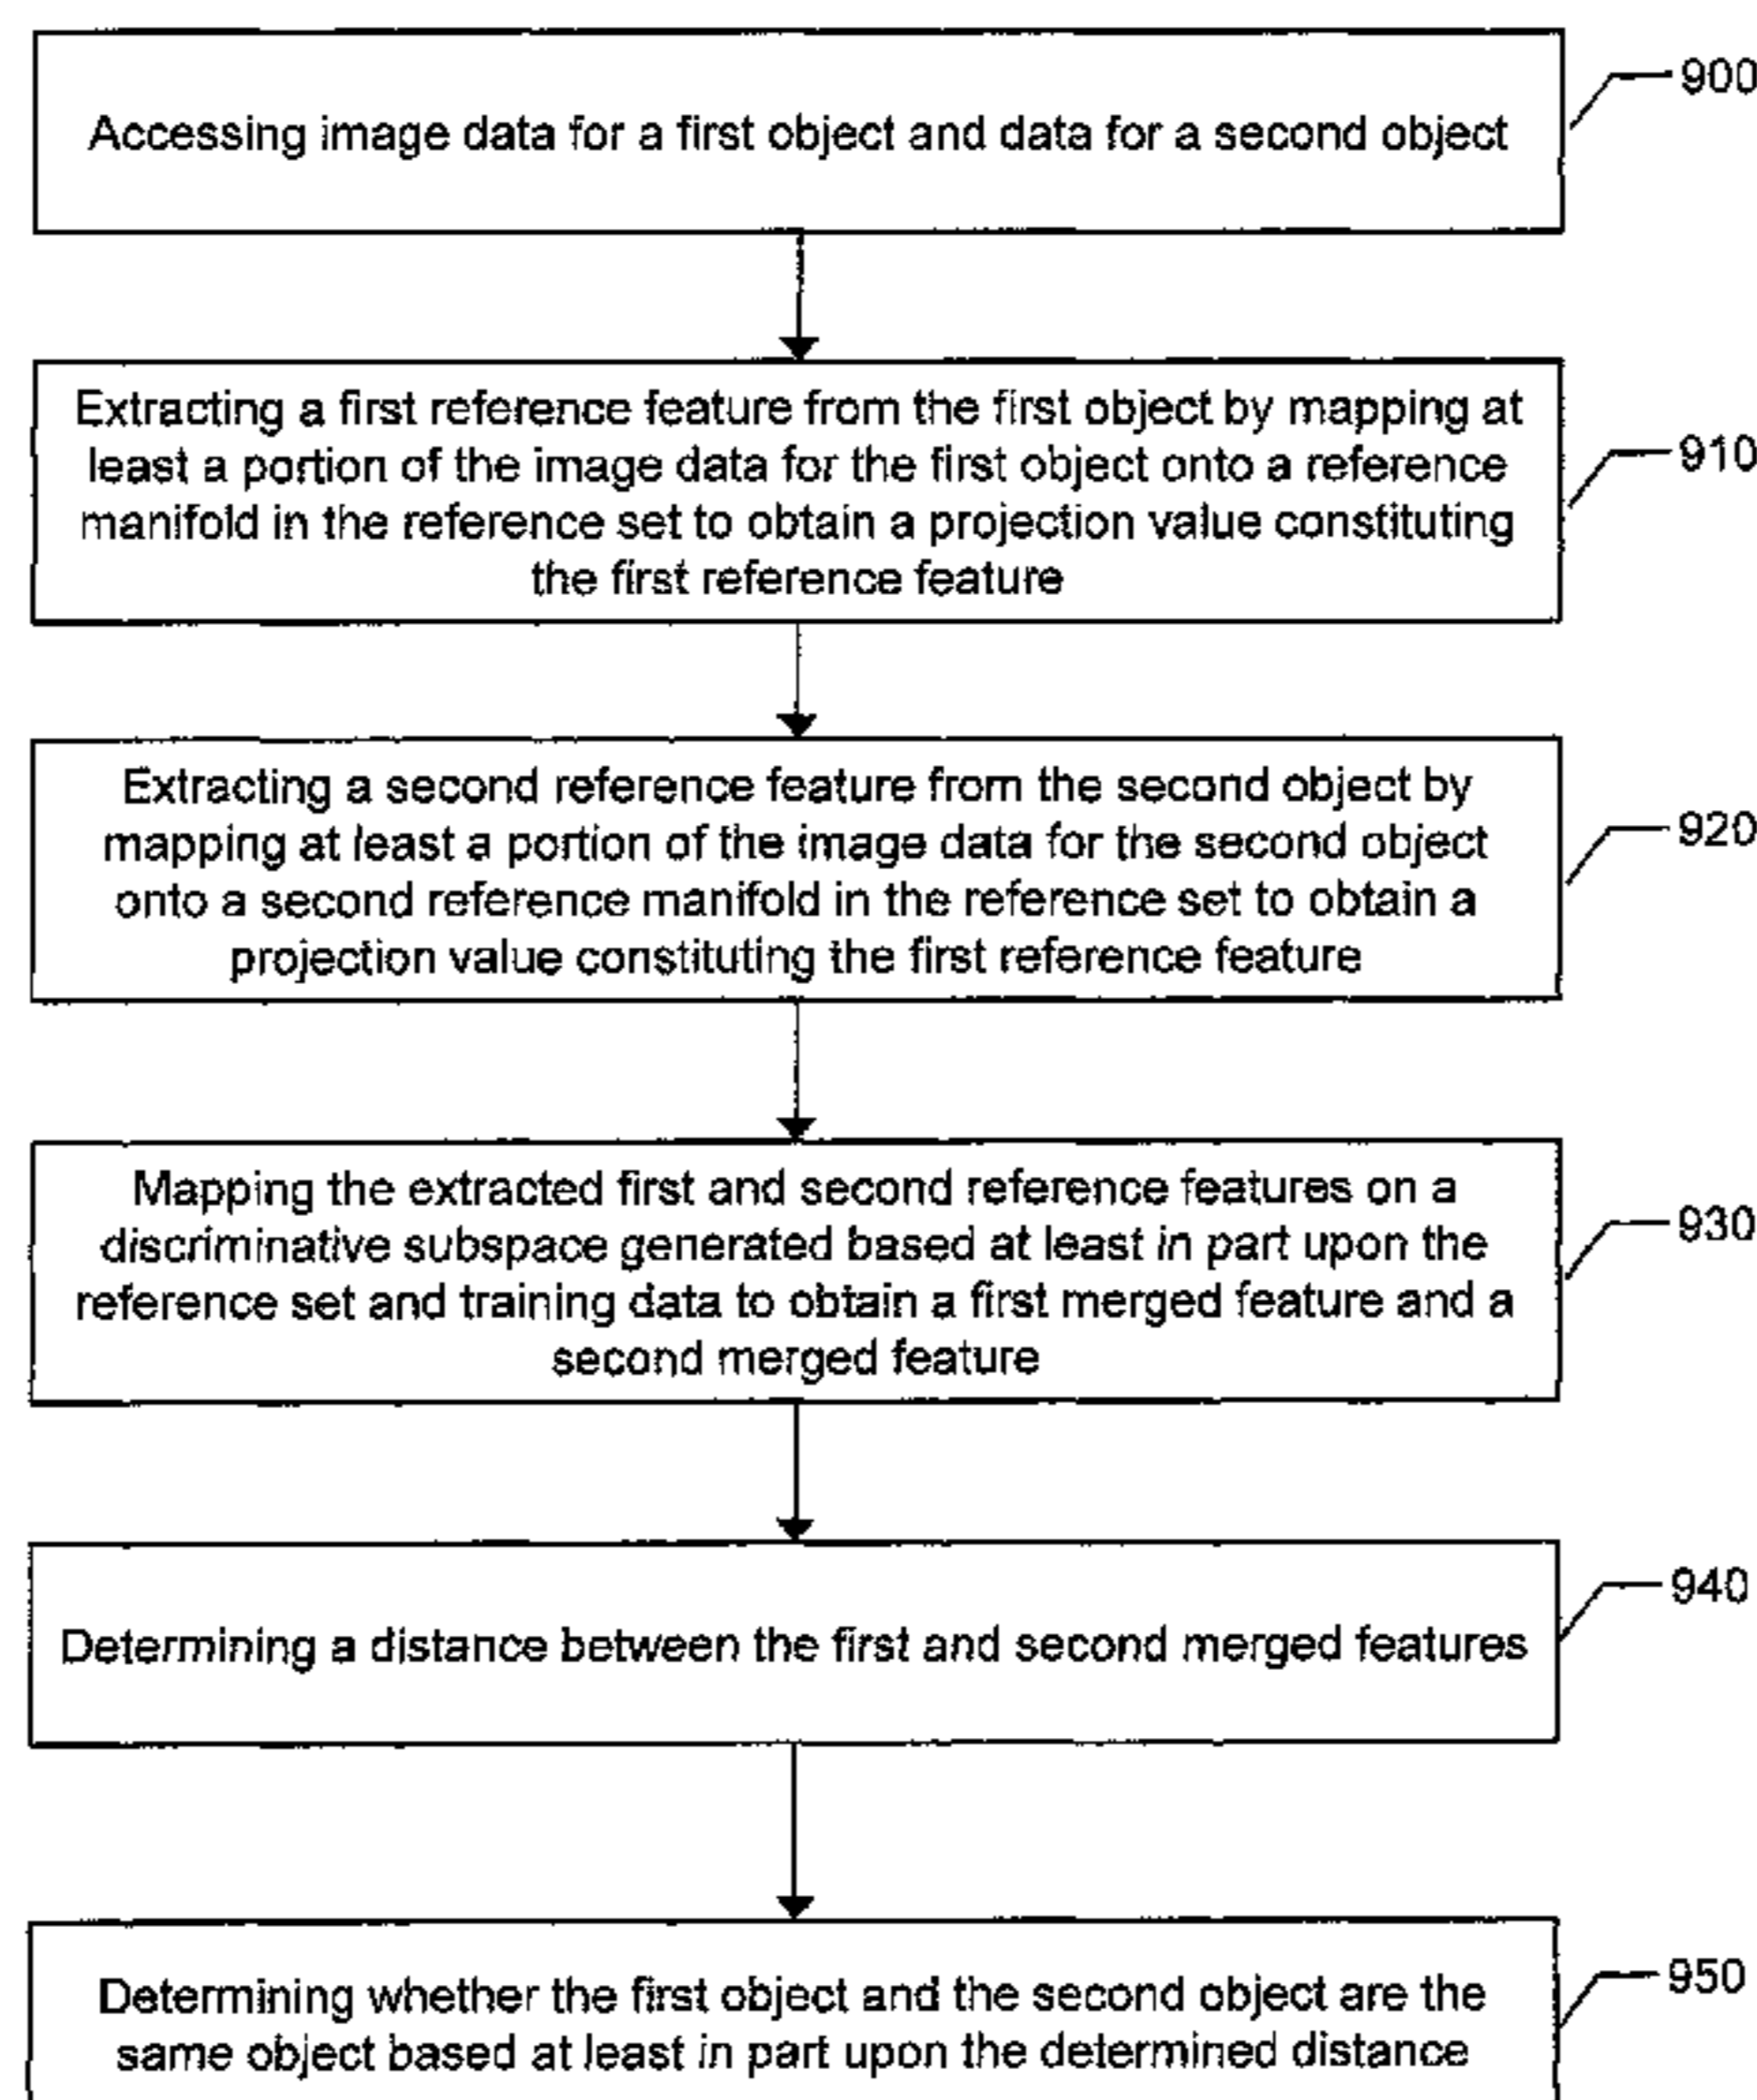 900
Accessing image data for a first object and data for a second object
Extracting a first reference feature from the first object by mapping at
least a portion of the image data for the first object onto a reference
manifold in the reference set to obtain a projection value constituting
the first reference feature
910
Extracting a second reference feature from the second object by
mapping at least a portion of the image data for the second object
onto a second reference manifold in the reference set to obtain a
projection value constituting the first reference feature
920
Mapping the extracted first and second reference features on a
discriminative subspace generated based at least in part upon the
reference set and training data to obtain a first merged feature and a
second merged feature
930
940
Determining a distance between the first and second merged features
950
Determining whether the first object and the second object are the
same object based at least in part upon the determined distance